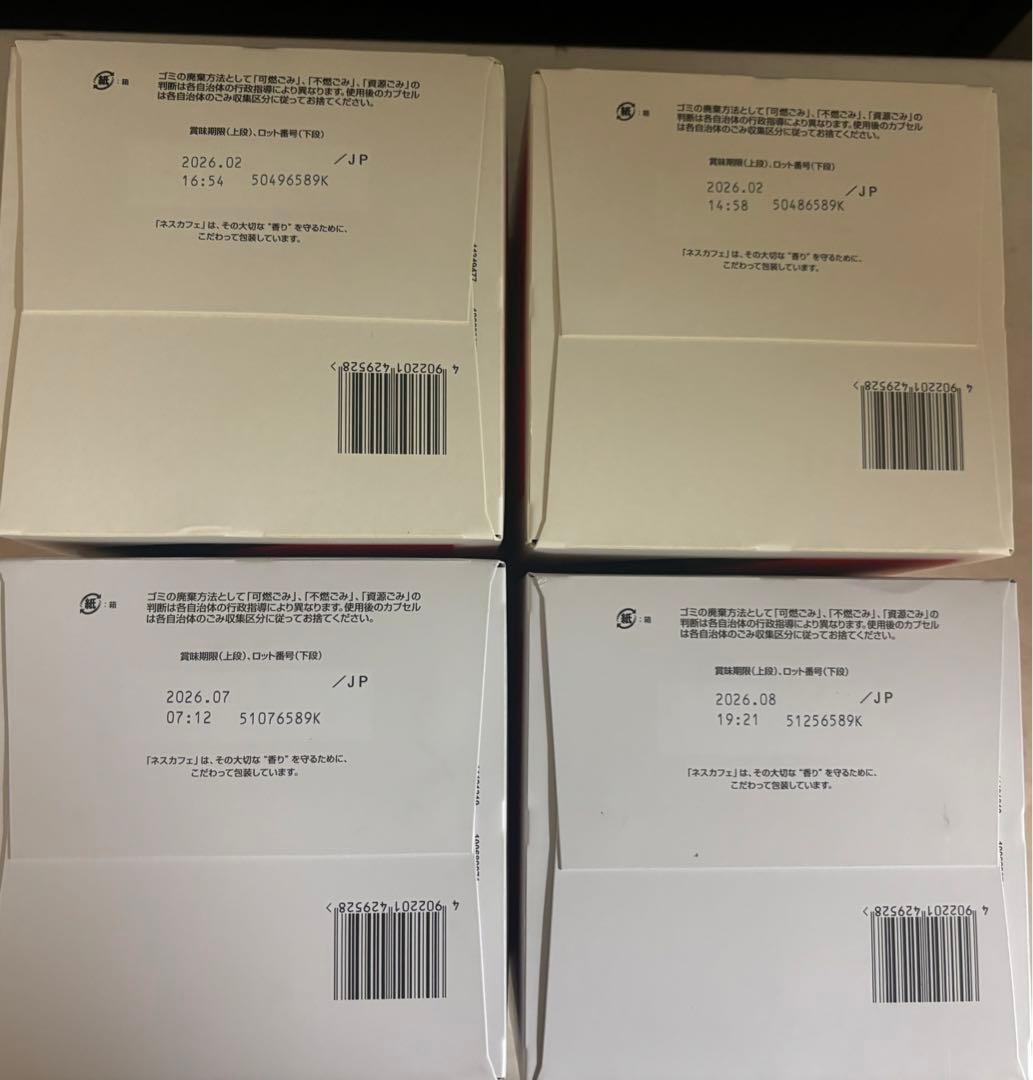 紙:箱
ゴミの廃棄方法として「可燃ごみ」、「不燃ごみ」、「資源ごみ」の
判断は各自治体の行政指導により異なります。使用後のカプセル
は各自治体のごみ収集区分に従ってお捨てください。
賞味期限(上段)、ロット番号(下段)
2026.02 /JP
16:54 50496589K
「ネスカフェ」は、その大切な"香り"を守るために、
こだわって包装しています。
4 902201 429528 >
紙:箱
ゴミの廃棄方法として「可燃ごみ」、「不燃ごみ」、「資源ごみ」の
判断は各自治体の行政指導により異なります。使用後のカプセル
は各自治体のごみ収集区分に従ってお捨てください。
賞味期限(上段)、ロット番号(下段)
2026.02 /JP
14:58 50486589K
「ネスカフェ」は、その大切な"香り"を守るために、
こだわって包装しています。
4 902201 429528 >
紙:箱
ゴミの廃棄方法として「可燃ごみ」、「不燃ごみ」、「資源ごみ」の
判断は各自治体の行政指導により異なります。使用後のカプセル
は各自治体のごみ収集区分に従ってお捨てください。
賞味期限(上段)、ロット番号(下段)
2026.07 /JP
07:12 51076589K
「ネスカフェ」は、その大切な"香り"を守るために、
こだわって包装しています。
4 902201 429528 >
紙:箱
ゴミの廃棄方法として「可燃ごみ」、「不燃ごみ」、「資源ごみ」の
判断は各自治体の行政指導により異なります。使用後のカプセル
は各自治体のごみ収集区分に従ってお捨てください。
賞味期限(上段)、ロット番号(下段)
2026.08 /JP
19:21 51256589K
「ネスカフェ」は、その大切な"香り"を守るために、
こだわって包装しています。
4 902201 429528 >